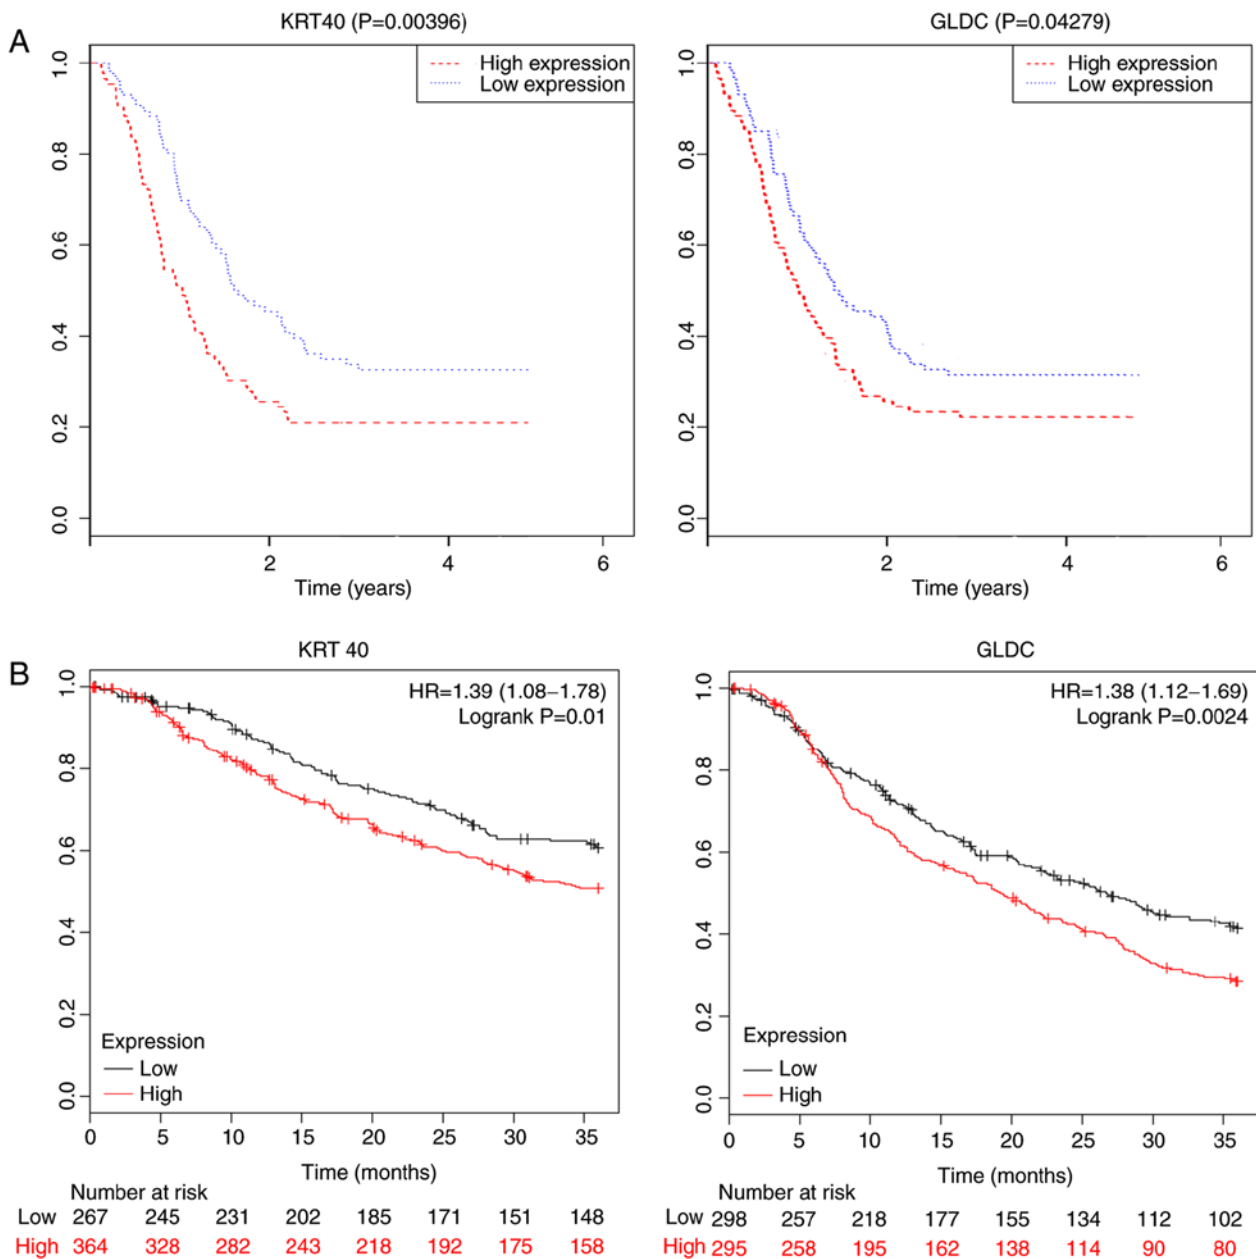 A
KRT40 (P=0.00396)
High expression
Low expression
1.0
0.8
0.6
0.4
0.2
0.0
2
4
6
Time (years)
GLDC (P=0.04279)
High expression
Low expression
1.0
0.8
0.6
0.4
0.2
0.0
2
4
6
Time (years)
B
KRT 40
HR=1.39 (1.08–1.78)
Logrank P=0.01
1.0
0.8
0.6
0.4
0.2
0.0
Expression
Low
High
0 5 10 15 20 25 30 35
Time (months)
Number at risk
Low 267 245 231 202 185 171 151 148
High 364 328 282 243 218 192 175 158
GLDC
HR=1.38 (1.12–1.69)
Logrank P=0.0024
1.0
0.8
0.6
0.4
0.2
0.0
Expression
Low
High
0 5 10 15 20 25 30 35
Time (months)
Number at risk
Low 298 257 218 177 155 134 112 102
High 295 258 195 162 138 114 90 80